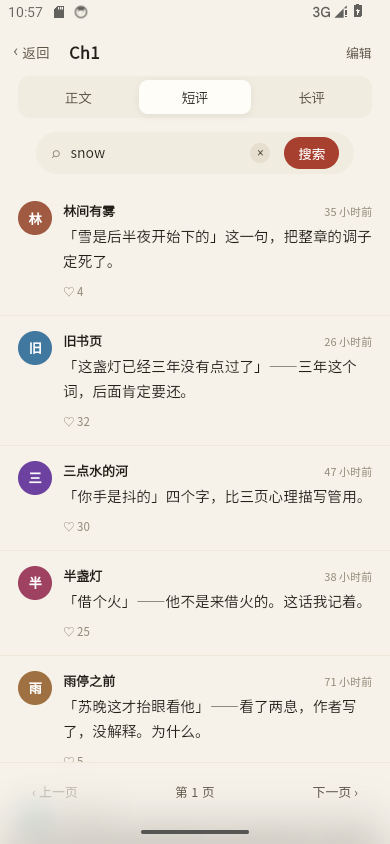 10:57
3G
‹ 返回
Ch1
编辑
正文
短评
长评
snow
×
搜索
林
林间有雾
35 小时前
「雪是后半夜开始下的」这一句，把整章的调子
定死了。
♡ 4
旧
旧书页
26 小时前
「这盏灯已经三年没有点过了」——三年这个
词，后面肯定要还。
♡ 32
三
三点水的河
47 小时前
「你手是抖的」四个字，比三页心理描写管用。
♡ 30
半
半盏灯
38 小时前
「借个火」——他不是来借火的。这话我记着。
♡ 25
雨
雨停之前
71 小时前
「苏晚这才抬眼看他」——看了两息，作者写
了，没解释。为什么。
♡ 5
‹ 上一页
第 1 页
下一页 ›